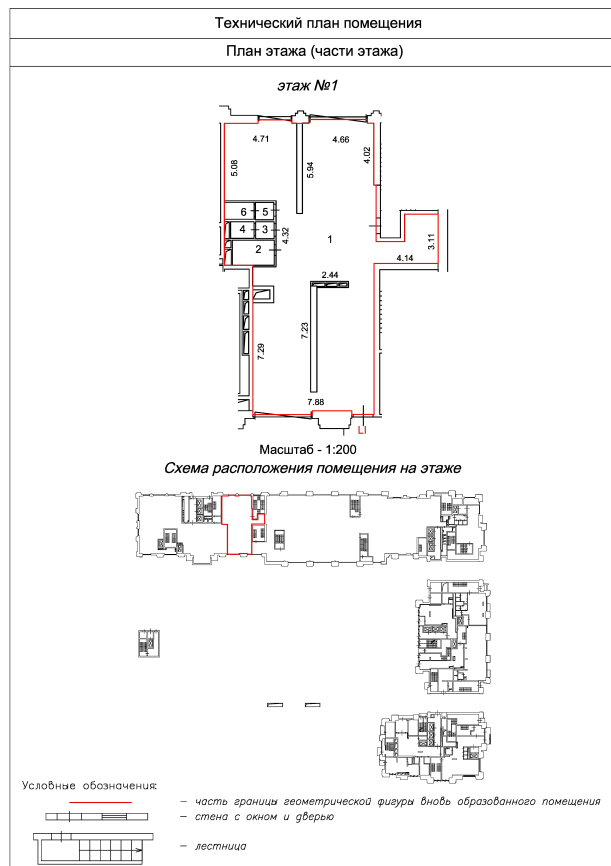 Технический план помещения
План этажа (части этажа)
этаж №1
4.71
4.66
4.02
5.08
5.94
6
5
4
3
4.32
2
1
3.11
4.14
2.44
7.23
7.29
7.88
LI
Масштаб - 1:200
Схема расположения помещения на этаже
Условные обозначения:
– часть границы геометрической фигуры вновь образованного помещения
– стена с окном и дверью
– лестница